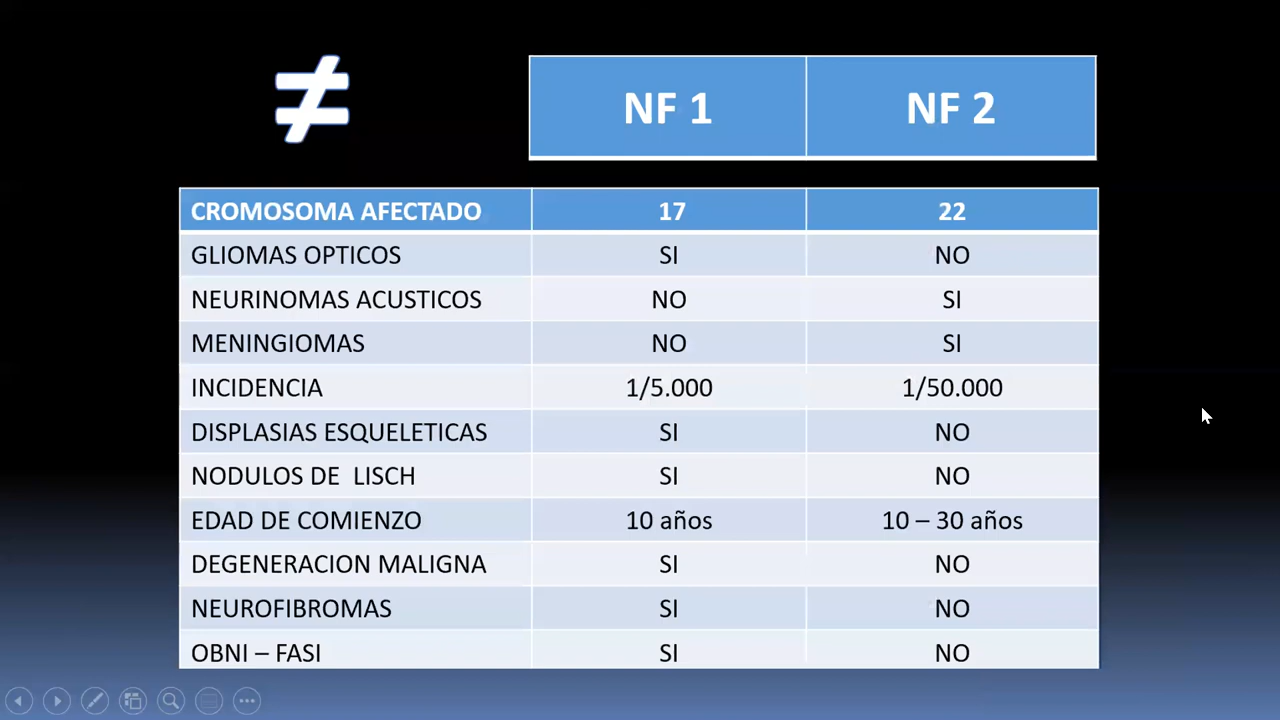 ≠
NF 1 NF 2
CROMOSOMA AFECTADO 17 22
GLIOMAS OPTICOS SI NO
NEURINOMAS ACUSTICOS NO SI
MENINGIOMAS NO SI
INCIDENCIA 1/5.000 1/50.000
DISPLASIAS ESQUELETICAS SI NO
NODULOS DE LISCH SI NO
EDAD DE COMIENZO 10 años 10 – 30 años
DEGENERACION MALIGNA SI NO
NEUROFIBROMAS SI NO
OBNI – FASI SI NO